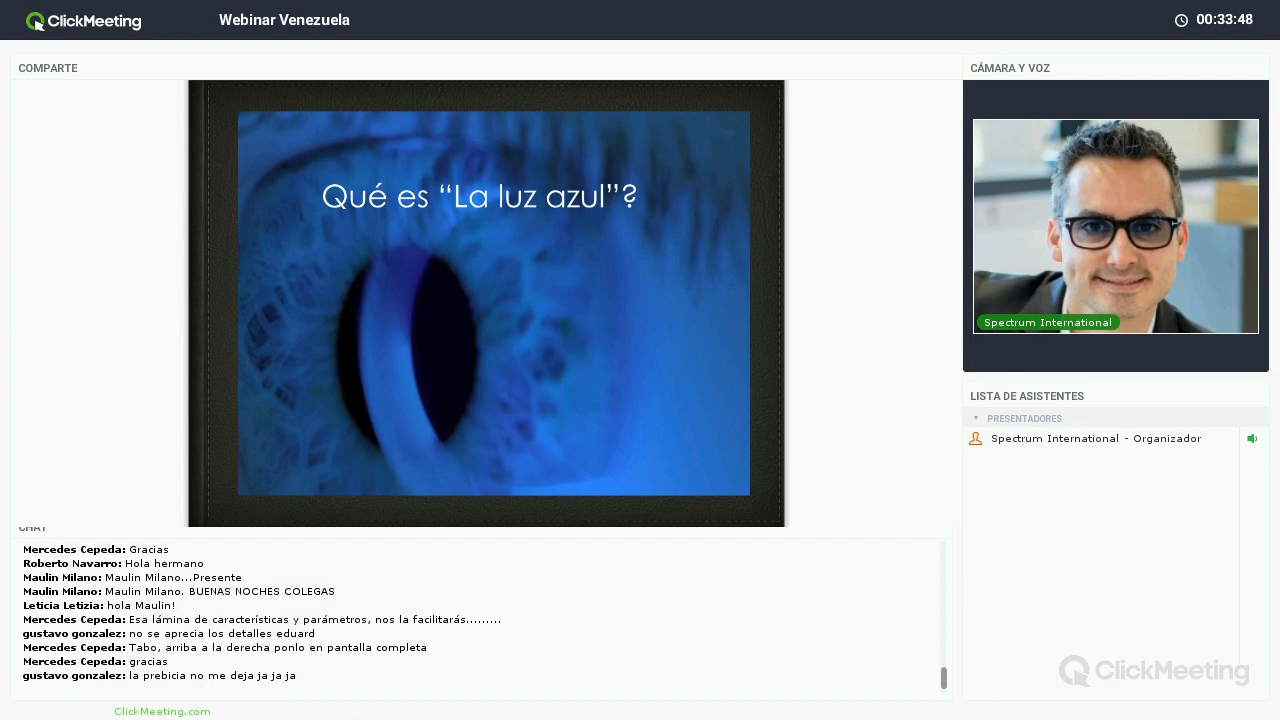 ClickMeeting
Webinar Venezuela
00:33:48
COMPARTE
Qué es “La luz azul”?
CÁMARA Y VOZ
Spectrum International
LISTA DE ASISTENTES
PRESENTADORES
Spectrum International - Organizador
CHAT
Mercedes Cepeda: Gracias
Roberto Navarro: Hola hermano
Maulin Milano: Maulin Milano...Presente
Maulin Milano: Maulin Milano. BUENAS NOCHES COLEGAS
Leticia Letizia: hola Maulin!
Mercedes Cepeda: Esa lámina de características y parámetros, nos la facilitarás.........
gustavo gonzalez: no se aprecia los detalles eduard
Mercedes Cepeda: Tabo, arriba a la derecha ponlo en pantalla completa
Mercedes Cepeda: gracias
gustavo gonzalez: la prebicia no me deja ja ja ja
ClickMeeting
ClickMeeting.com